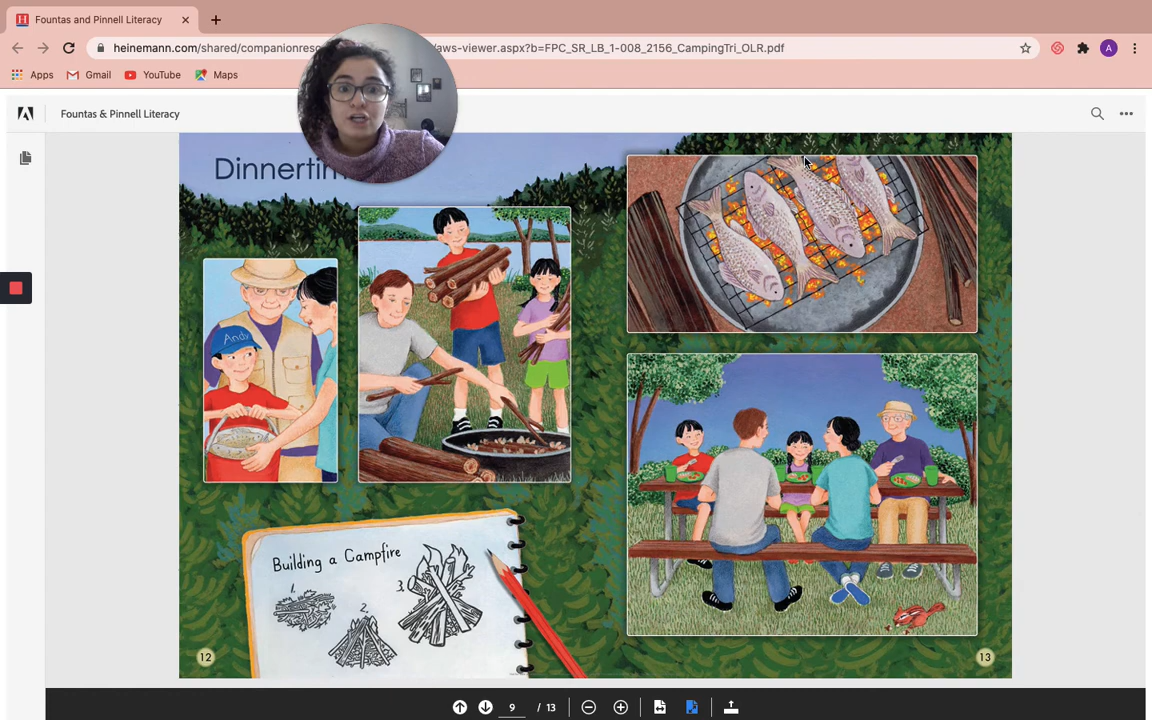 Fountas and Pinnell Literacy
heinemann.com/shared/companionreso
/aws-viewer.aspx?b=FPC_SR_LB_1-008_2156_CampingTri_OLR.pdf
A
Apps
Gmail
YouTube
Maps
Fountas & Pinnell Literacy
Dinnertim
Andy
Building a Campfire
1.
2.
3.
12
13
9 / 13